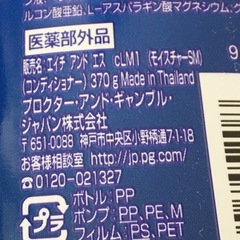 ルコン酸亜鉛、L-アスパラギン酸マグネシウム、ク
医薬部外品
販売名:エイチ アンド エス cLM1 (モイスチャーSM)
(コンディショナー) 370 g Made in Thailand
プロクター・アンド・ギャンブル・
ジャパン株式会社
〒651-0088 神戸市中央区小野柄通7-1-18
お客様相談室 http://jp.pg.com/
0120-021327
プラ
ボトル: PP
ポンプ: PP, PE, M
フィルム: PS, PET
9